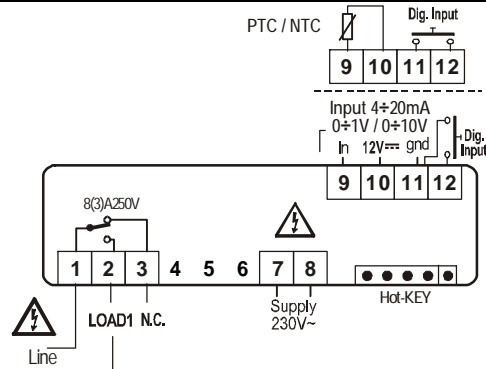 PTC / NTC
Dig. Input
9 10 11 12
Input 4÷20mA
0÷1V / 0÷10V
In 12V⎓ gnd
Dig.
Input
9 10 11 12
8(3)A250V
1 2 3 4 5 6 7 8
LOAD1 N.C.
Supply
230V~
Hot-KEY
Line